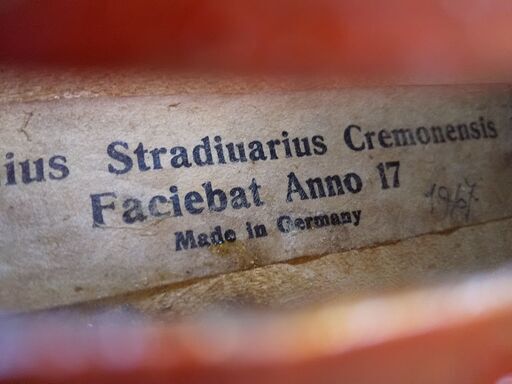 ius Stradiuarius Cremonensis
Faciebat Anno 17
Made in Germany